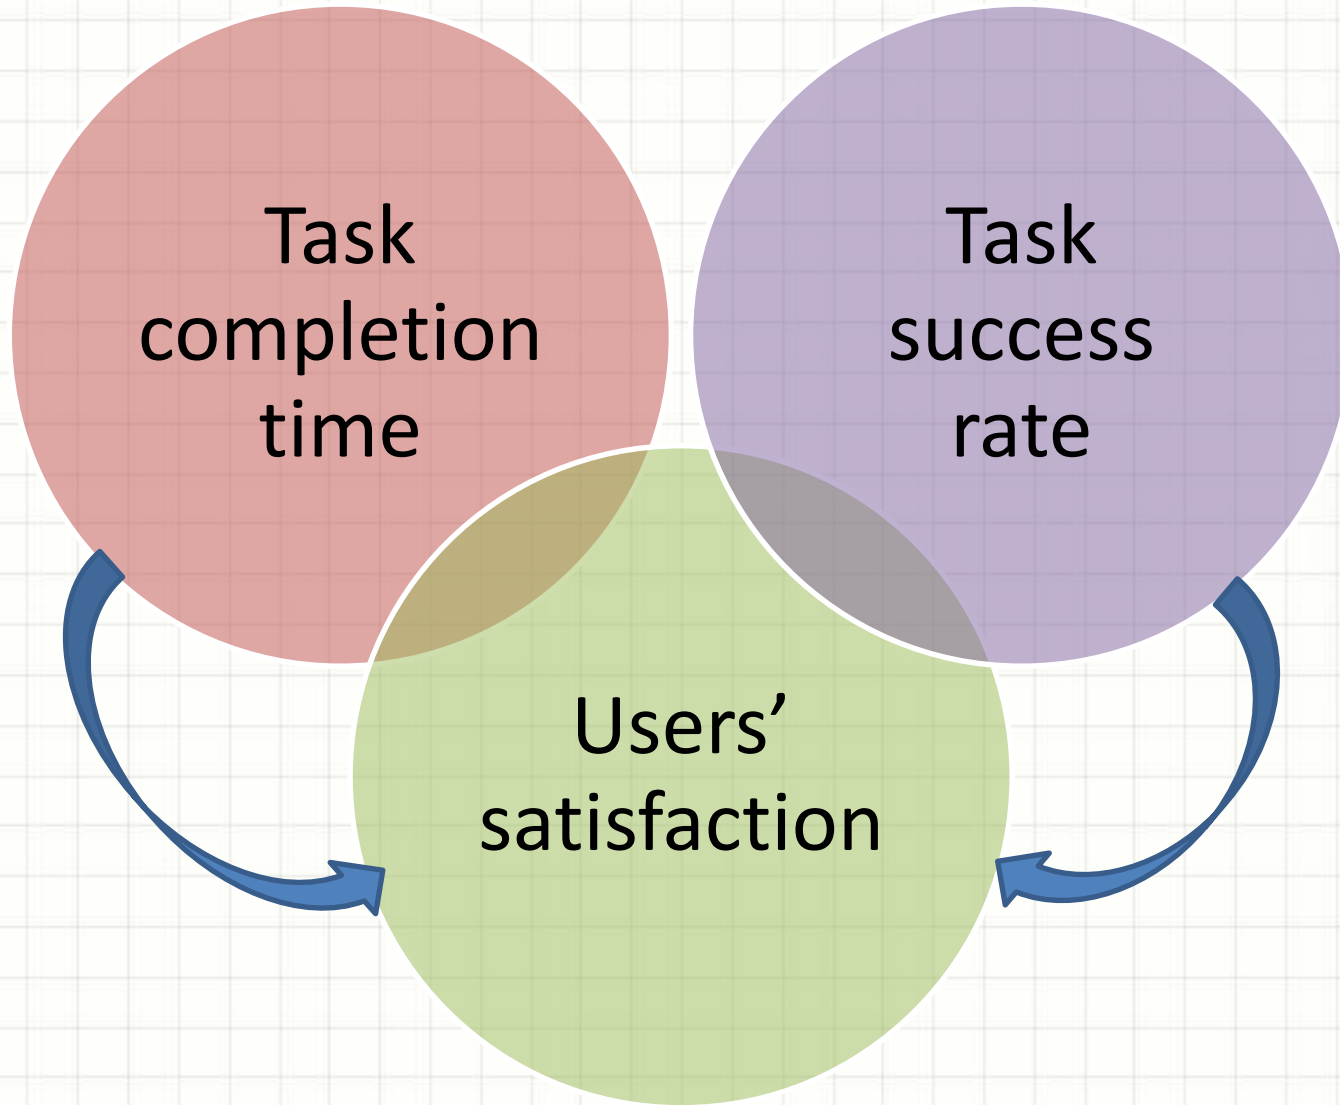 Task
completion
time
Task
success
rate
Users’
satisfaction